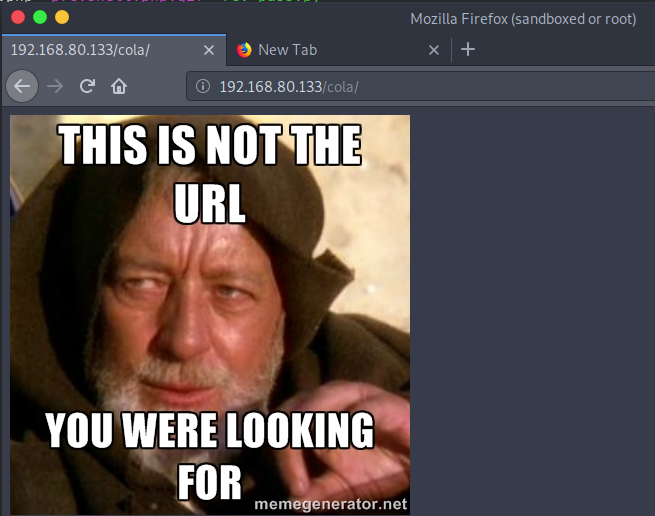 Mozilla Firefox (sandboxed or root)
192.168.80.133/cola/
New Tab
192.168.80.133/cola/
THIS IS NOT THE
URL
YOU WERE LOOKING
FOR
memegenerator.net